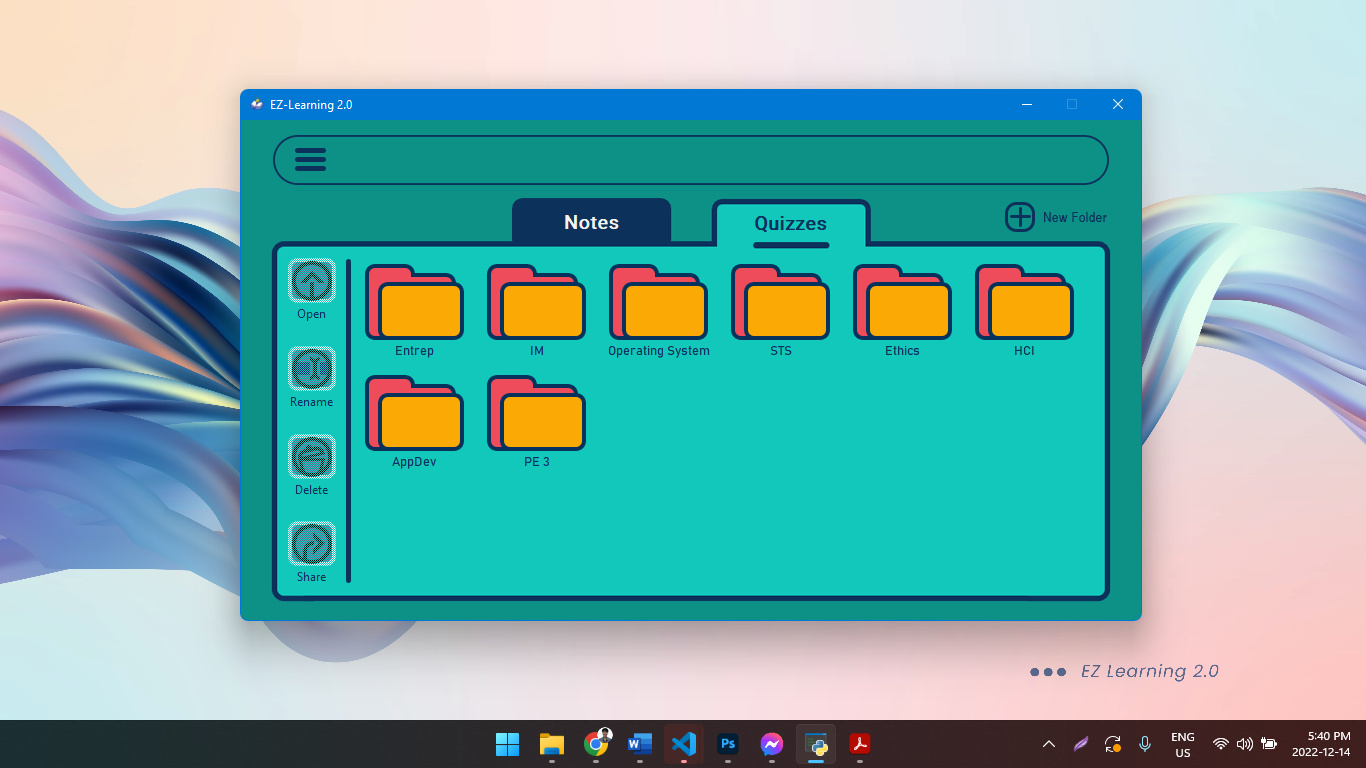 EZ-Learning 2.0
Notes
Quizzes
New Folder
Open
Rename
Delete
Share
Entrep
IM
Operating System
STS
Ethics
HCI
AppDev
PE 3
EZ Learning 2.0
W
Ps
ENG
US
5:40 PM
2022-12-14